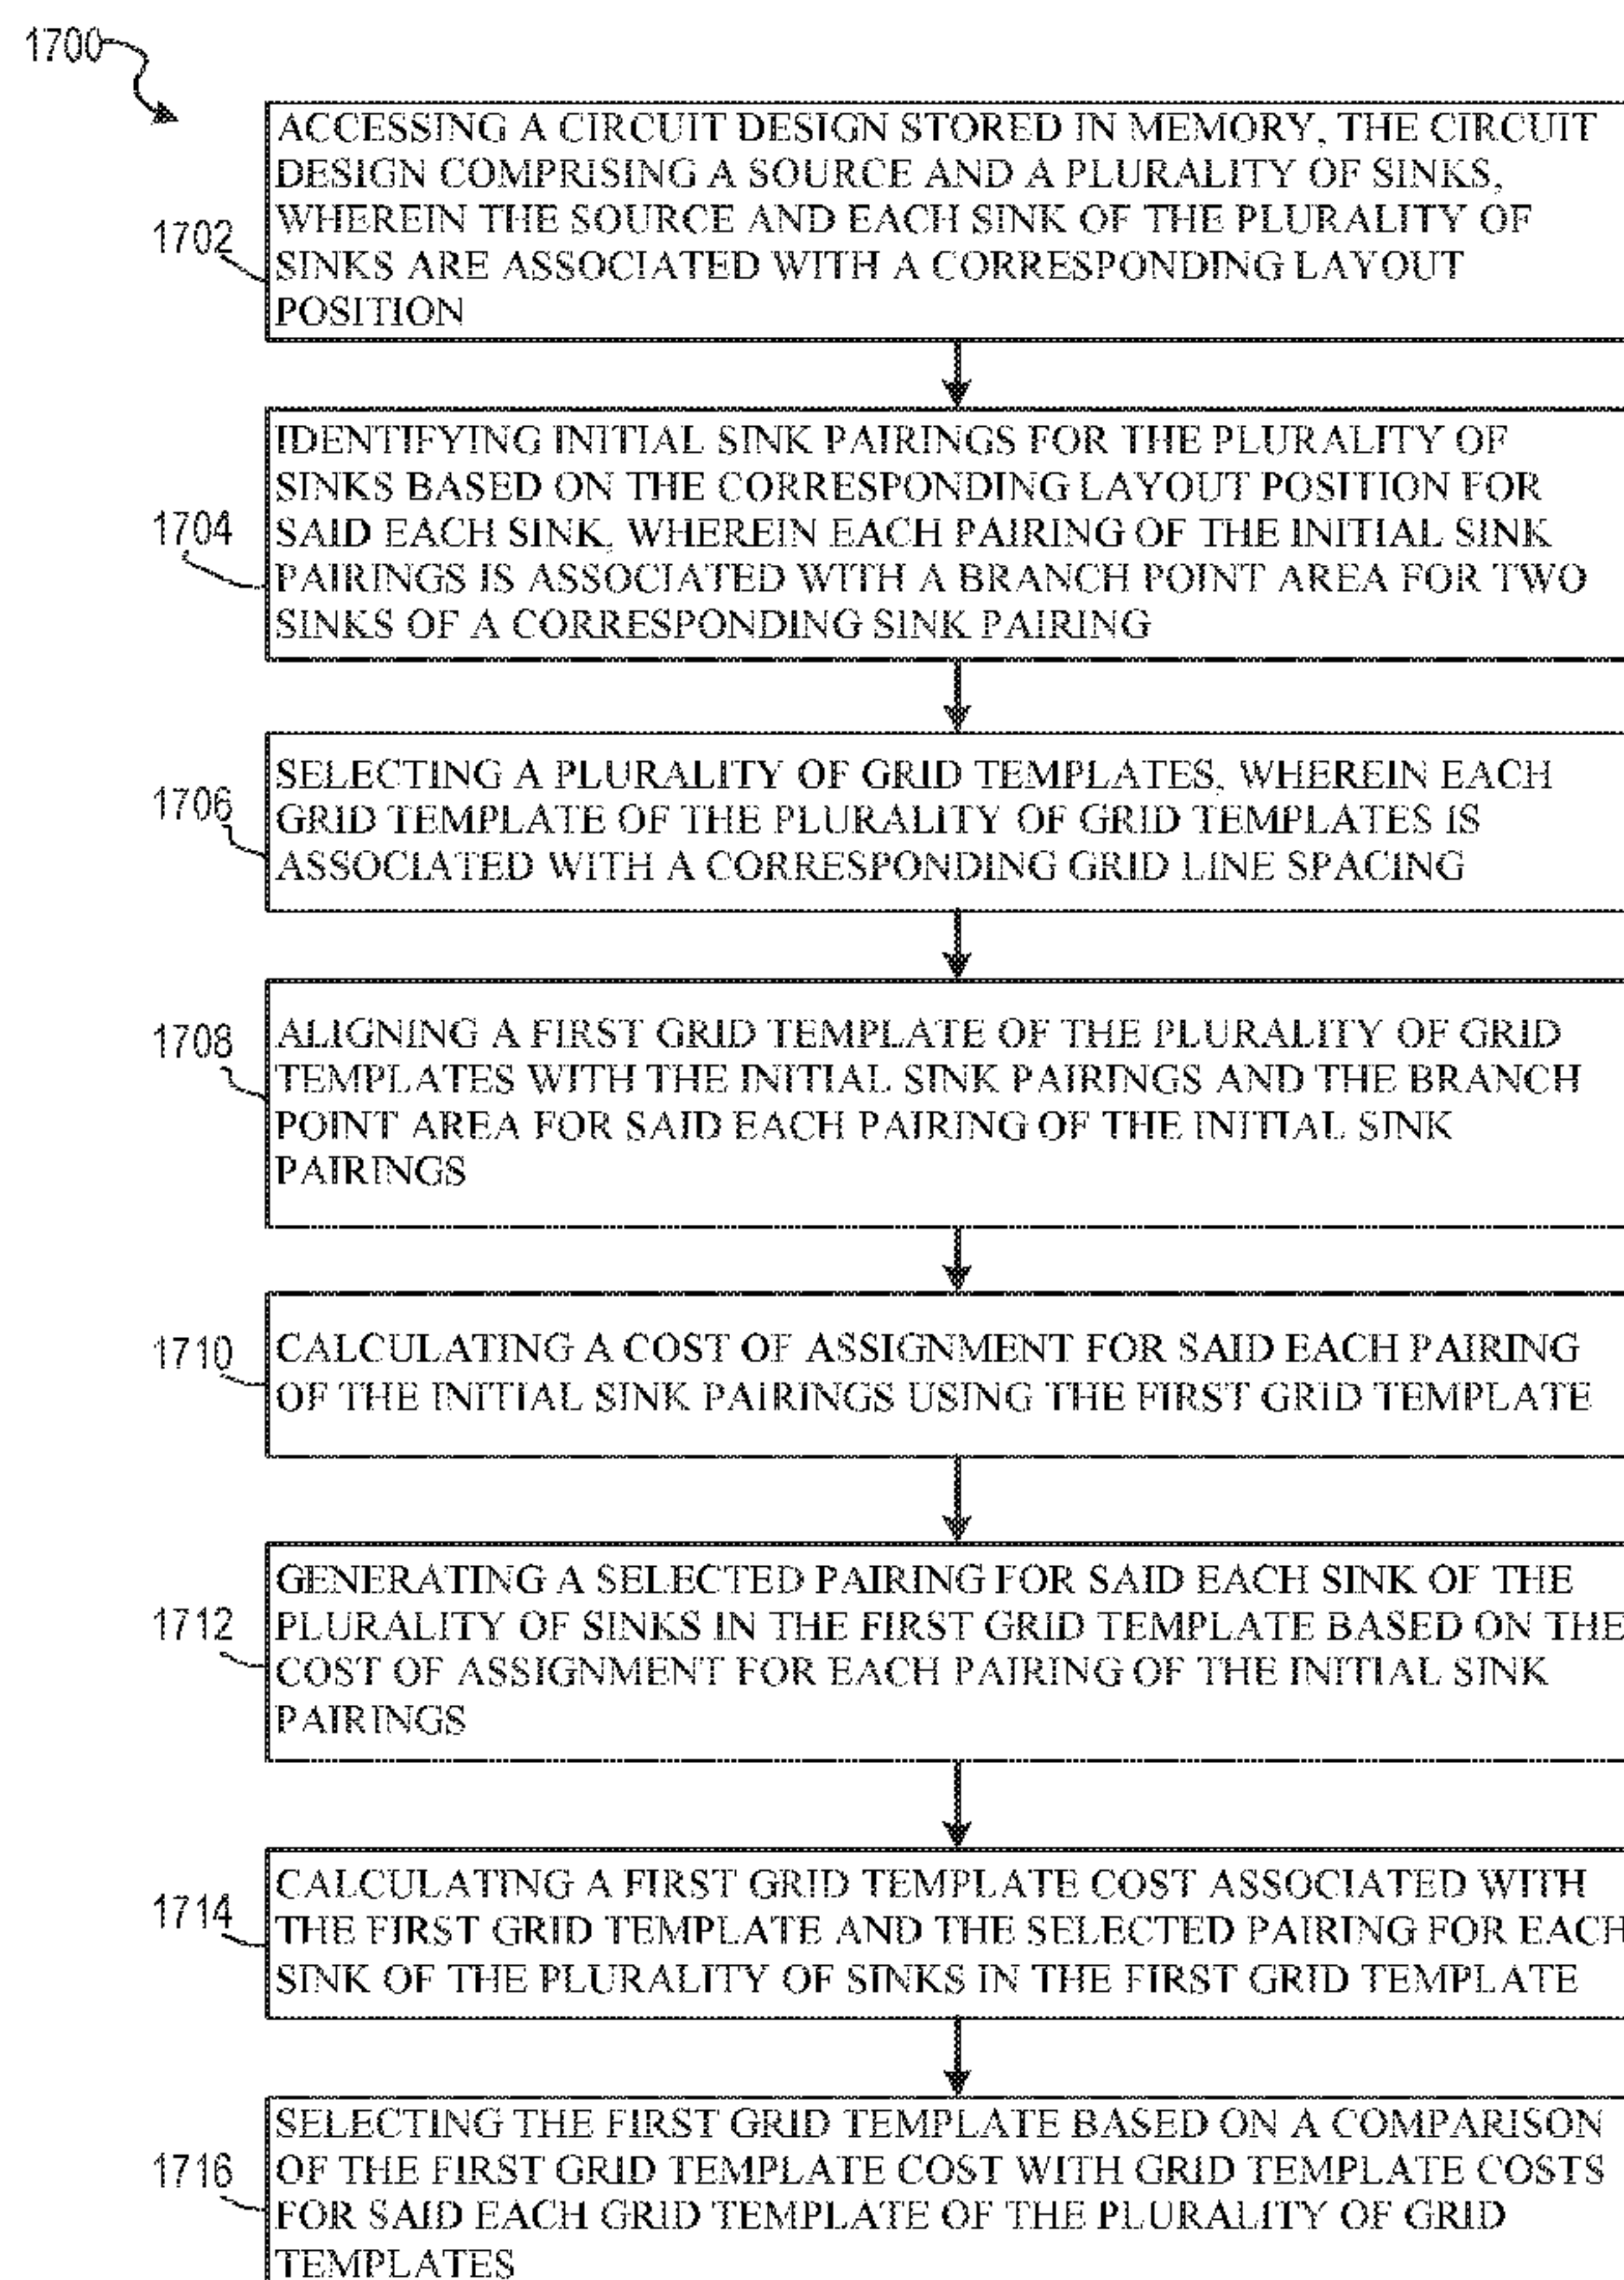 1700
ACCESSING A CIRCUIT DESIGN STORED IN MEMORY, THE CIRCUIT
DESIGN COMPRISING A SOURCE AND A PLURALITY OF SINKS,
WHEREIN THE SOURCE AND EACH SINK OF THE PLURALITY OF
1702
SINKS ARE ASSOCIATED WITH A CORRESPONDING LAYOUT
POSITION
IDENTIFYING INITIAL SINK PAIRINGS FOR THE PLURALITY OF
SINKS BASED ON THE CORRESPONDING LAYOUT POSITION FOR
1704
SAID EACH SINK, WHEREIN EACH PAIRING OF THE INITIAL SINK
PAIRINGS IS ASSOCIATED WITH A BRANCH POINT AREA FOR TWO
SINKS OF A CORRESPONDING SINK PAIRING
SELECTING A PLURALITY OF GRID TEMPLATES, WHEREIN EACH
1706
GRID TEMPLATE OF THE PLURALITY OF GRID TEMPLATES IS
ASSOCIATED WITH A CORRESPONDING GRID LINE SPACING
1708
ALIGNING A FIRST GRID TEMPLATE OF THE PLURALITY OF GRID
TEMPLATES WITH THE INITIAL SINK PAIRINGS AND THE BRANCH
POINT AREA FOR SAID EACH PAIRING OF THE INITIAL SINK
PAIRINGS
1710
CALCULATING A COST OF ASSIGNMENT FOR SAID EACH PAIRING
OF THE INITIAL SINK PAIRINGS USING THE FIRST GRID TEMPLATE
GENERATING A SELECTED PAIRING FOR SAID EACH SINK OF THE
1712
PLURALITY OF SINKS IN THE FIRST GRID TEMPLATE BASED ON THE
COST OF ASSIGNMENT FOR EACH PAIRING OF THE INITIAL SINK
PAIRINGS
CALCULATING A FIRST GRID TEMPLATE COST ASSOCIATED WITH
1714
THE FIRST GRID TEMPLATE AND THE SELECTED PAIRING FOR EACH
SINK OF THE PLURALITY OF SINKS IN THE FIRST GRID TEMPLATE
SELECTING THE FIRST GRID TEMPLATE BASED ON A COMPARISON
1716
OF THE FIRST GRID TEMPLATE COST WITH GRID TEMPLATE COSTS
FOR SAID EACH GRID TEMPLATE OF THE PLURALITY OF GRID
TEMPLATES